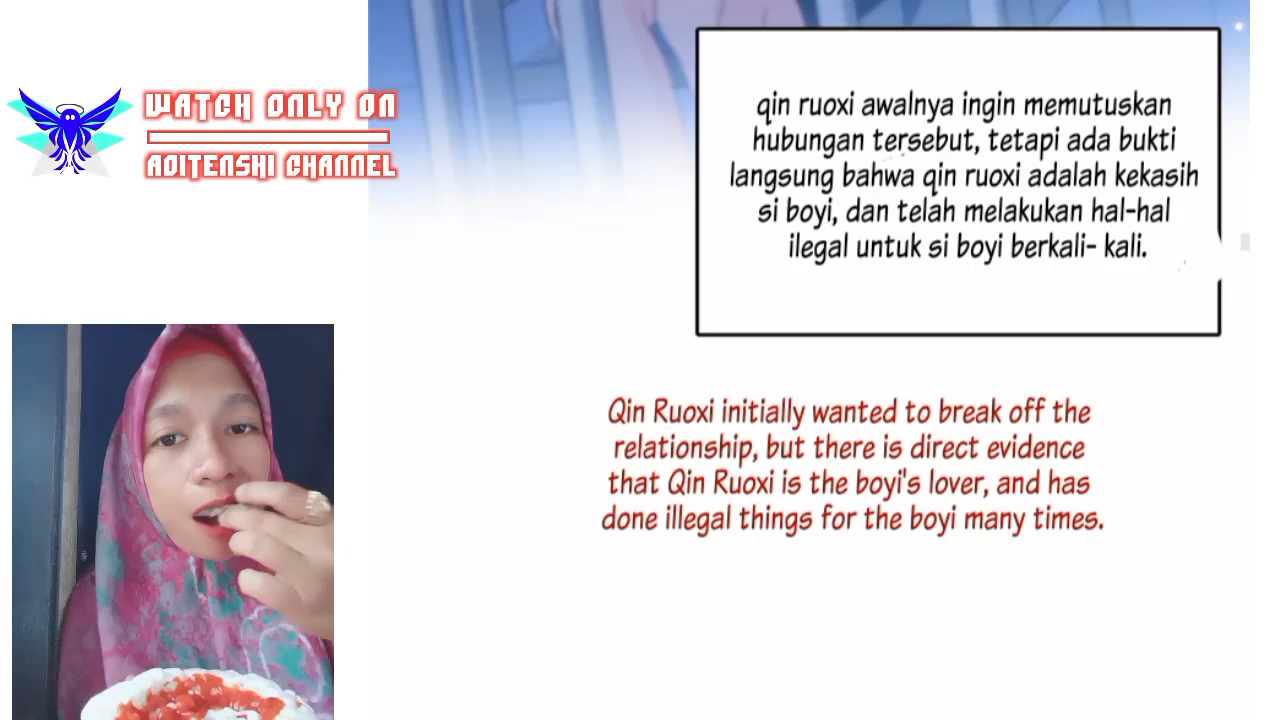 WATCH ONLY ON
ADITENSHI CHANNEL
qin ruoxi awalnya ingin memutuskan
hubungan tersebut, tetapi ada bukti
langsung bahwa qin ruoxi adalah kekasih
si boyi, dan telah melakukan hal-hal
ilegal untuk si boyi berkali- kali.
Qin Ruoxi initially wanted to break off the
relationship, but there is direct evidence
that Qin Ruoxi is the boyi's lover, and has
done illegal things for the boyi many times.